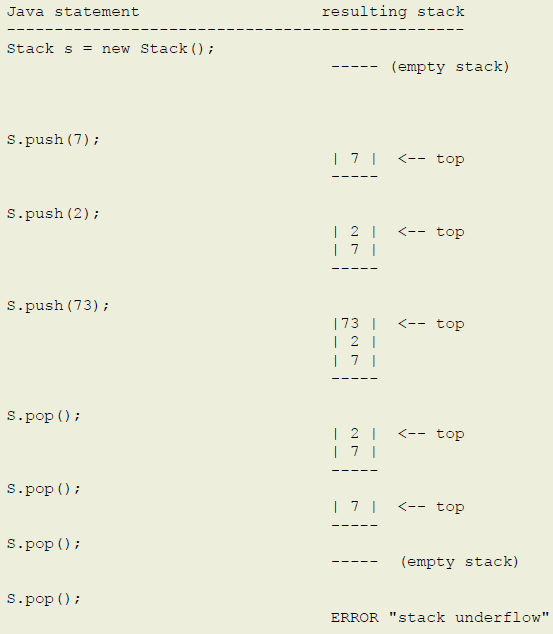 Java statement                   resulting stack
------------------------------------------------
Stack s = new Stack();
                                  ----- (empty stack)
S.push(7);
                                  | 7 |  <-- top
                                  -----
S.push(2);
                                  | 2 |  <-- top
                                  | 7 |
                                  -----
S.push(73);
                                  |73 |  <-- top
                                  | 2 |
                                  | 7 |
                                  -----
S.pop();
                                  | 2 |  <-- top
                                  | 7 |
                                  -----
S.pop();
                                  | 7 |  <-- top
                                  -----
S.pop();
                                  -----  (empty stack)
S.pop();
                                  ERROR "stack underflow"